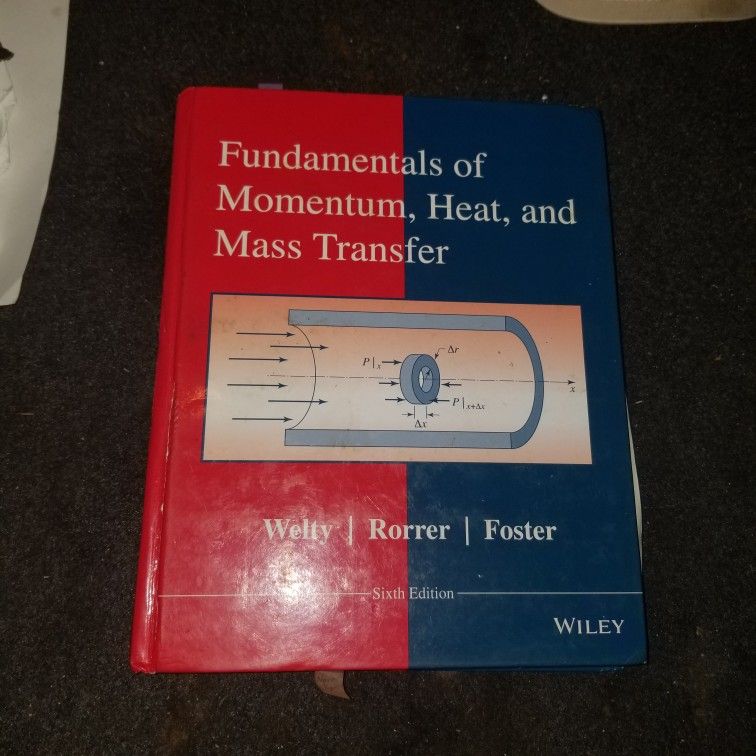 Fundamentals of
Momentum, Heat, and
Mass Transfer
Δr
P|x
r
x
P|x+Δx
Δx
Welty | Rorrer | Foster
Sixth Edition
WILEY